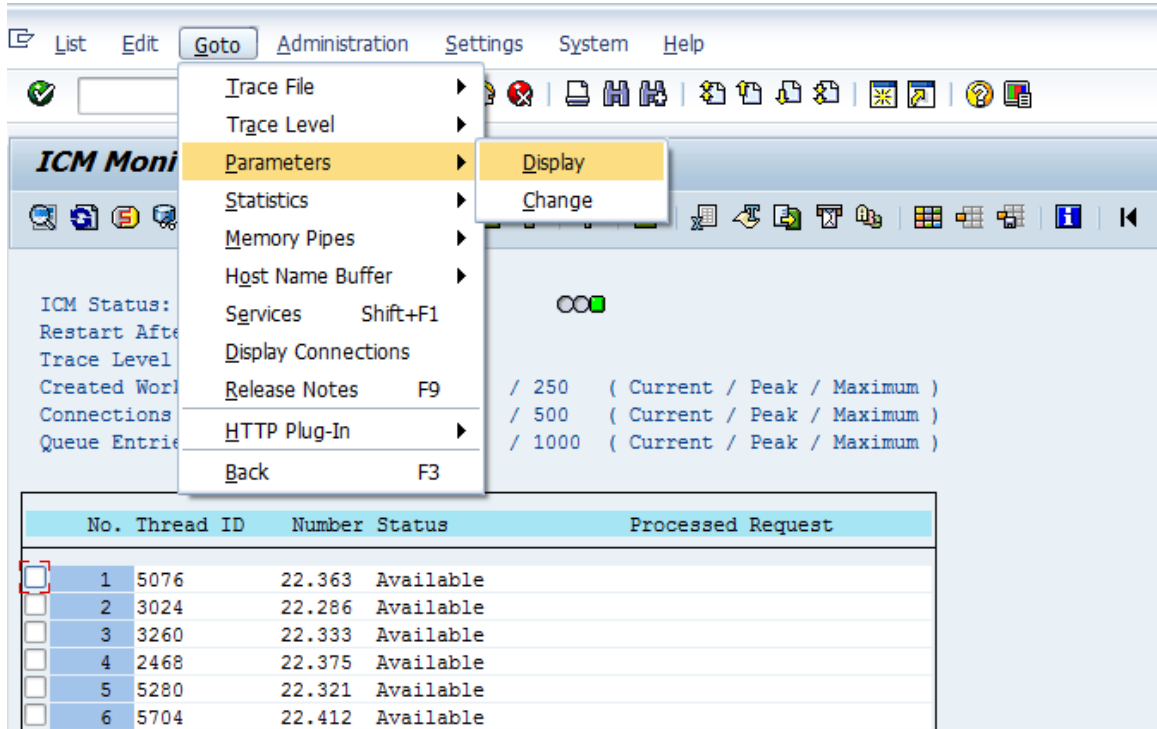 List Edit Goto Administration Settings System Help
Trace File
Trace Level
ICM Moni
Parameters
Display
Statistics
Change
Memory Pipes
Host Name Buffer
ICM Status:
Services Shift+F1
Restart Afte
Display Connections
Trace Level
Created Work
Release Notes F9
/ 250 ( Current / Peak / Maximum )
Connections
/ 500 ( Current / Peak / Maximum )
HTTP Plug-In
Queue Entrie
/ 1000 ( Current / Peak / Maximum )
Back F3
No. Thread ID Number Status Processed Request
1 5076 22.363 Available
2 3024 22.286 Available
3 3260 22.333 Available
4 2468 22.375 Available
5 5280 22.321 Available
6 5704 22.412 Available